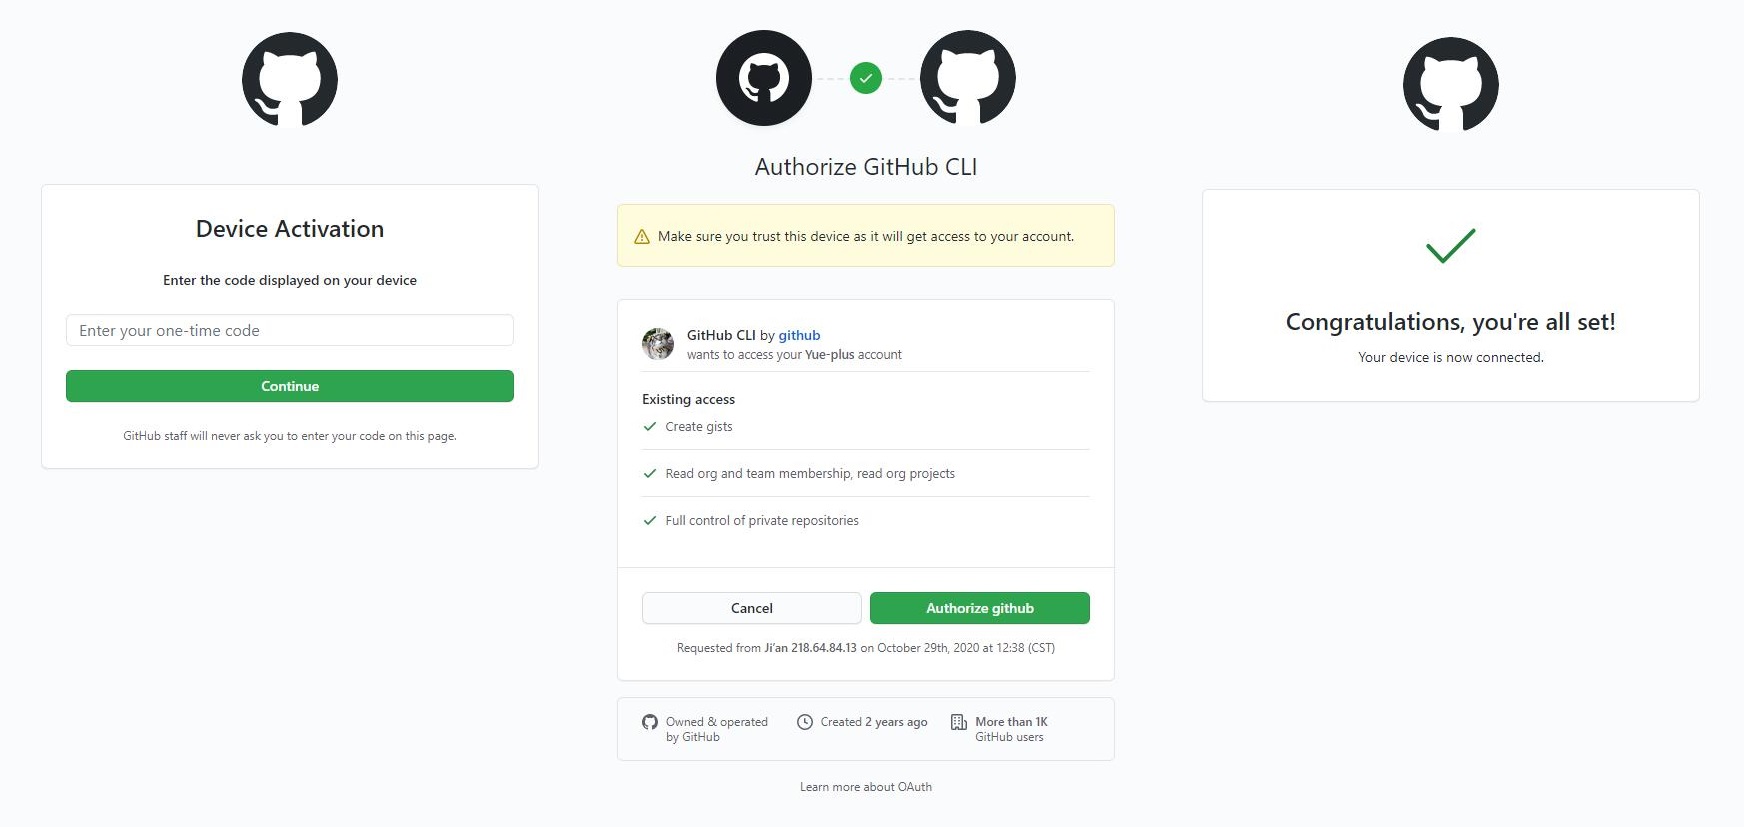 Device Activation
Enter the code displayed on your device
Enter your one-time code
Continue
GitHub staff will never ask you to enter your code on this page.
Authorize GitHub CLI
Make sure you trust this device as it will get access to your account.
GitHub CLI by github
wants to access your Yue-plus account
Existing access
Create gists
Read org and team membership, read org projects
Full control of private repositories
Cancel
Authorize github
Requested from Ji'an 218.64.84.13 on October 29th, 2020 at 12:38 (CST)
Owned & operated
by GitHub
Created 2 years ago
More than 1K
GitHub users
Learn more about OAuth
Congratulations, you're all set!
Your device is now connected.